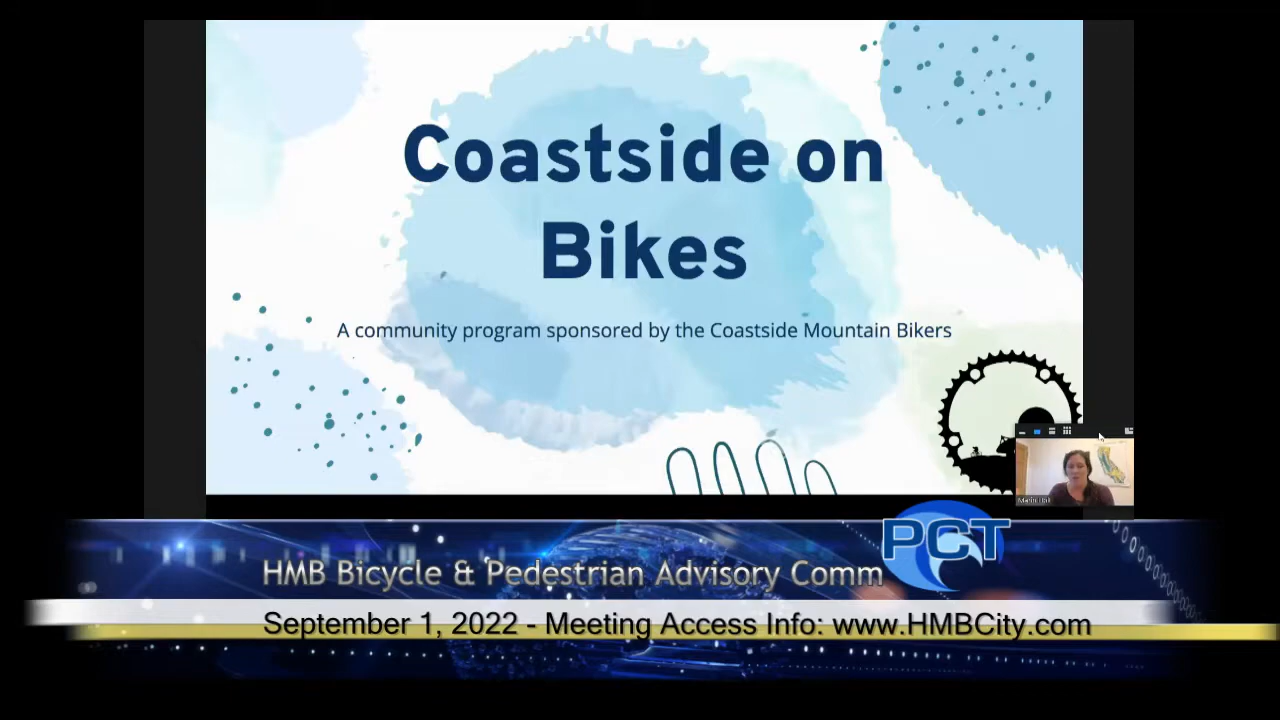 Coastside on
Bikes
A community program sponsored by the Coastside Mountain Bikers
PCT
HMB Bicycle & Pedestrian Advisory Comm
September 1, 2022 - Meeting Access Info: www.HMBCity.com